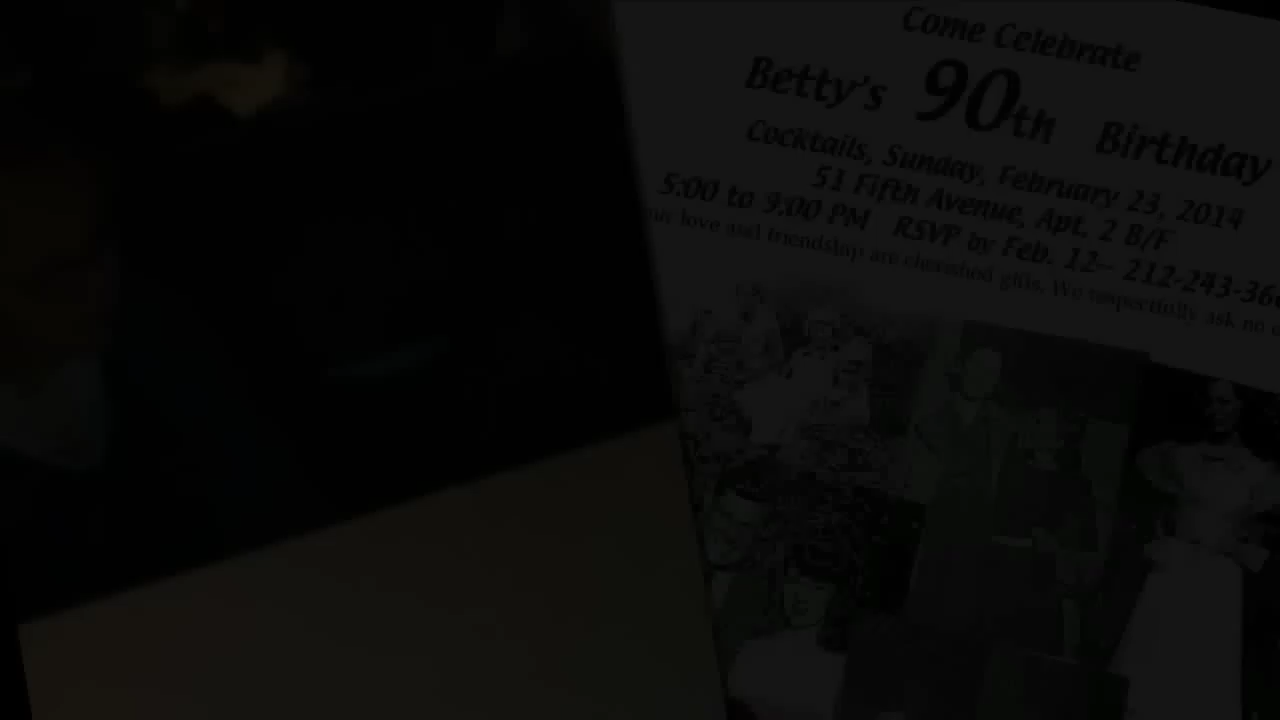 Come Celebrate
Betty's 90th Birthday
Cocktails, Sunday, February 23, 2014
51 Fifth Avenue, Apt. 2 B/F
5:00 to 9:00 PM RSVP by Feb. 12-- 212-243-36
love and friendship are cherished gifts. We respectfully ask no